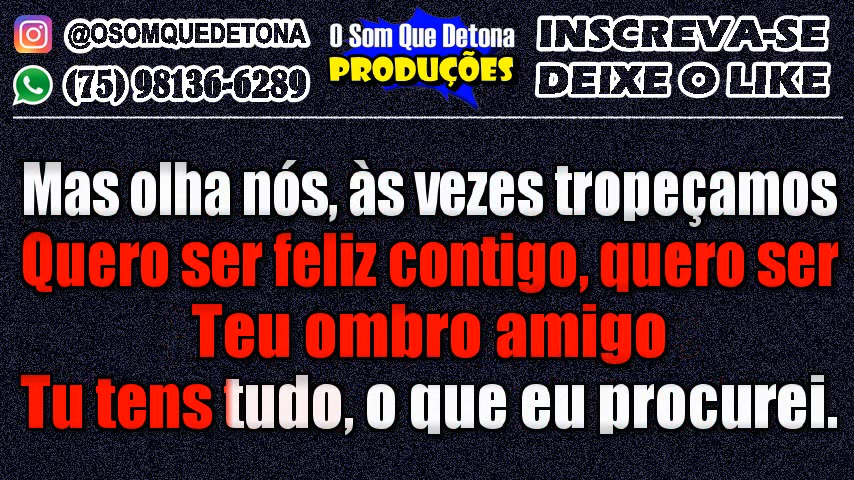 @OSOMQUEDETONA
(75) 98136-6289
O Som Que Detona
PRODUÇÕES
INSCREVA-SE
DEIXE O LIKE
Mas olha nós, às vezes tropeçamos
Quero ser feliz contigo, quero ser
Teu ombro amigo
Tu tens tudo, o que eu procurei.